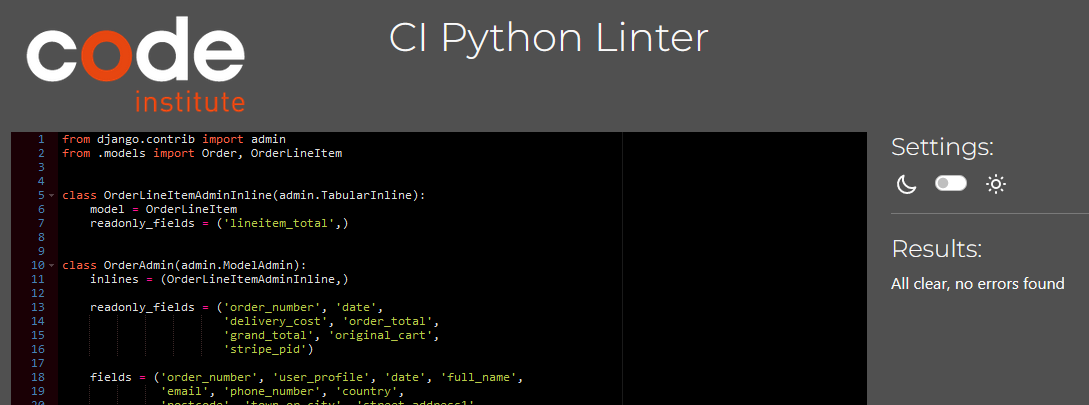 code
institute
CI Python Linter
1 from django.contrib import admin
2 from .models import Order, OrderLineItem
3
4
5 class OrderLineItemAdminInline(admin.TabularInline):
6 model = OrderLineItem
7 readonly_fields = ('lineitem_total',)
8
9
10 class OrderAdmin(admin.ModelAdmin):
11 inlines = (OrderLineItemAdminInline,)
12
13 readonly_fields = ('order_number', 'date',
14 'delivery_cost', 'order_total',
15 'grand_total', 'original_cart',
16 'stripe_pid')
17
18 fields = ('order_number', 'user_profile', 'date', 'full_name',
19 'email', 'phone_number', 'country',
20 'postcode', 'town_or_city', 'street_address1',
Settings:
Results:
All clear, no errors found